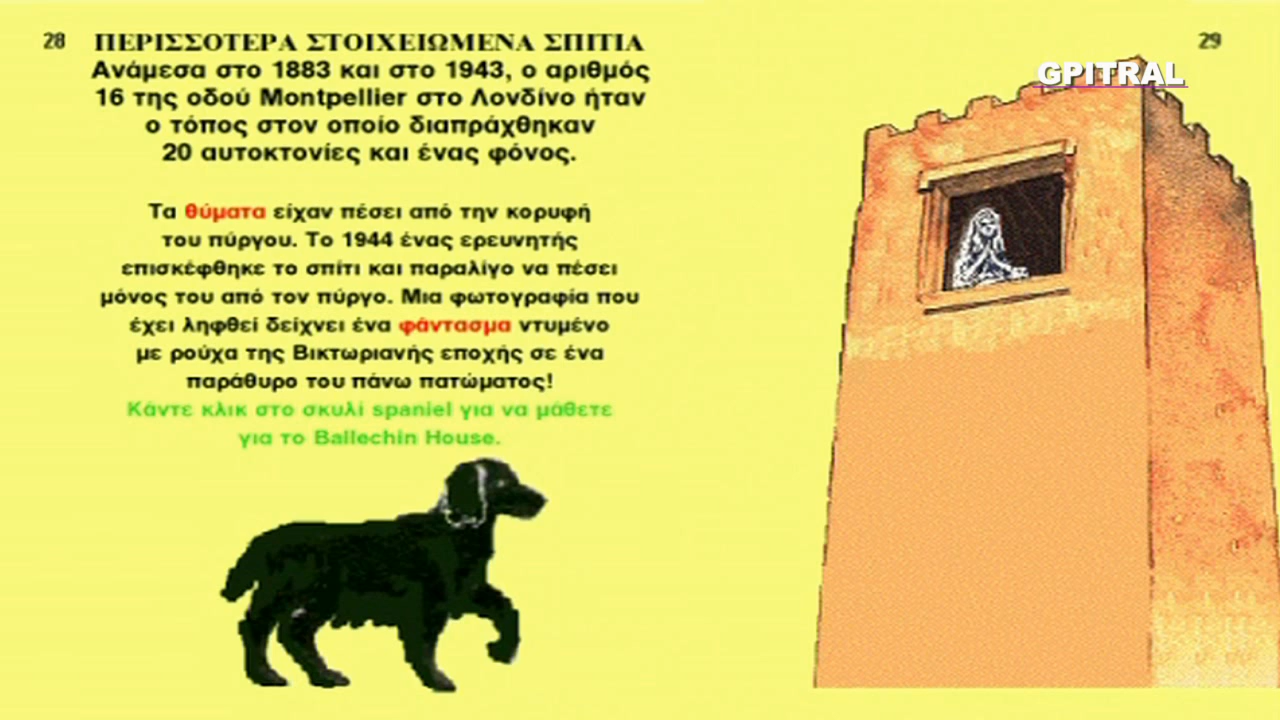 28
ΠΕΡΙΣΣΟΤΕΡΑ ΣΤΟΙΧΕΙΩΜΕΝΑ ΣΠΙΤΙΑ
Ανάμεσα στο 1883 και στο 1943, ο αριθμός
16 της οδού Montpellier στο Λονδίνο ήταν
ο τόπος στον οποίο διαπράχθηκαν
20 αυτοκτονίες και ένας φόνος.
Τα θύματα είχαν πέσει από την κορυφή
του πύργου. Το 1944 ένας ερευνητής
επισκέφθηκε το σπίτι και παραλίγο να πέσει
μόνος του από τον πύργο. Μια φωτογραφία που
έχει ληφθεί δείχνει ένα φάντασμα ντυμένο
με ρούχα της Βικτωριανής εποχής σε ένα
παράθυρο του πάνω πατώματος!
Κάντε κλικ στο σκυλί spaniel για να μάθετε
για το Ballechin House.
29
GPITRAL